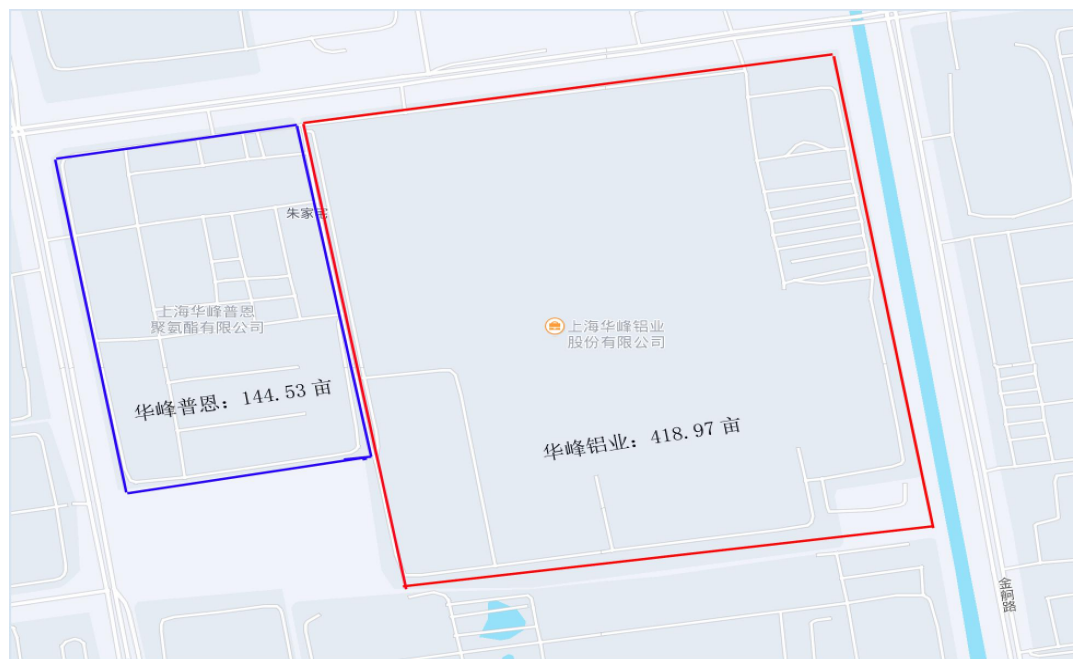 朱家宅
上海华峰普恩
聚氨酯有限公司
上海华峰铝业
股份有限公司
华峰普恩：144.53 亩
华峰铝业：418.97 亩
金舸路